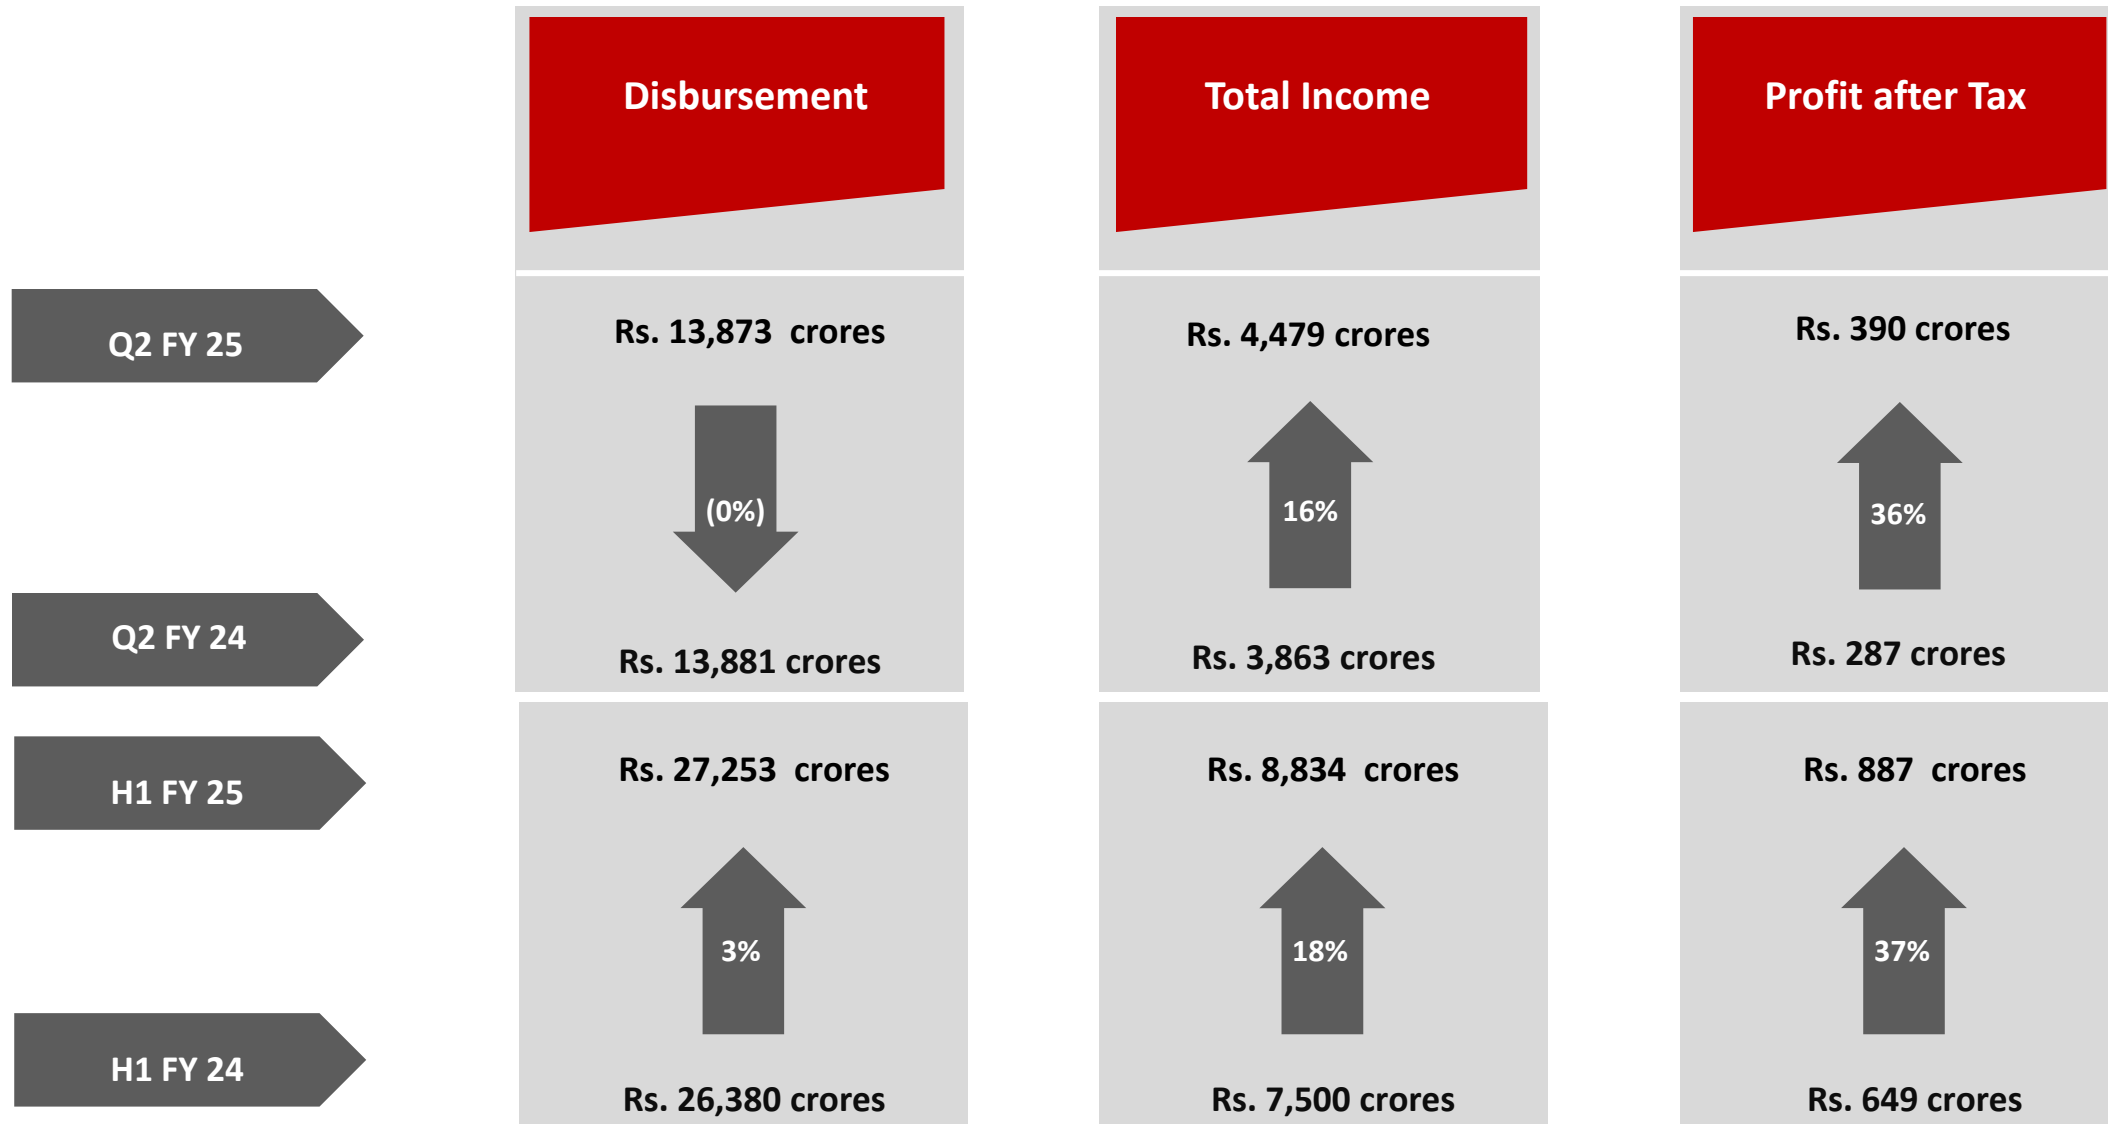 Disbursement
Total Income
Profit after Tax
Q2 FY 25
Rs. 13,873 crores
Rs. 4,479 crores
Rs. 390 crores
(0%)
16%
36%
Q2 FY 24
Rs. 13,881 crores
Rs. 3,863 crores
Rs. 287 crores
H1 FY 25
Rs. 27,253 crores
Rs. 8,834 crores
Rs. 887 crores
3%
18%
37%
H1 FY 24
Rs. 26,380 crores
Rs. 7,500 crores
Rs. 649 crores